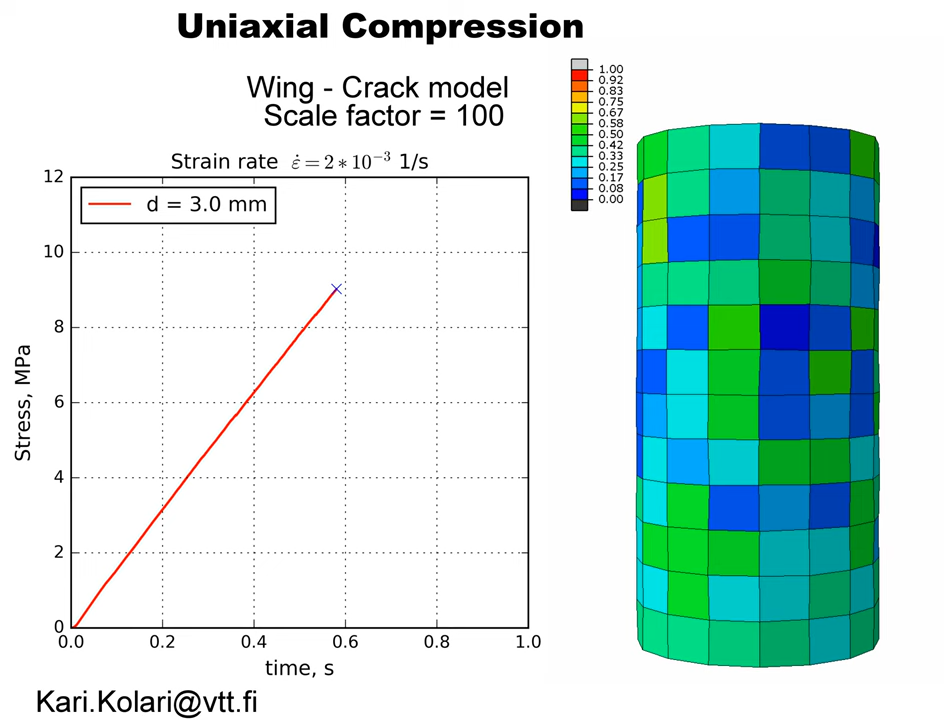 Uniaxial Compression
Wing - Crack model
Scale factor = 100
Strain rate ε̇ = 2 * 10⁻³ 1/s
d = 3.0 mm
12
10
8
6
4
2
0
Stress, MPa
0.0 0.2 0.4 0.6 0.8 1.0
time, s
1.00
0.92
0.83
0.75
0.67
0.58
0.50
0.42
0.33
0.25
0.17
0.08
0.00
Kari.Kolari@vtt.fi